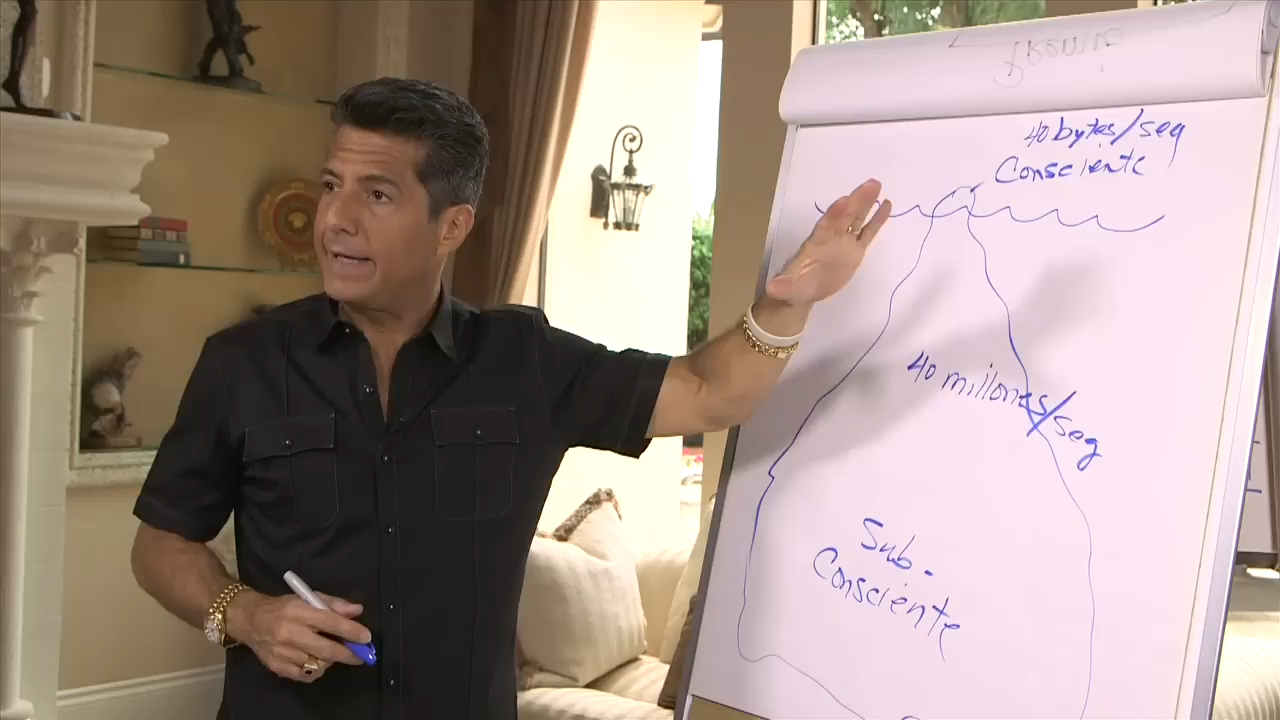 40 bytes/seg
Consciente
40 millones/seg
Sub-
Consciente